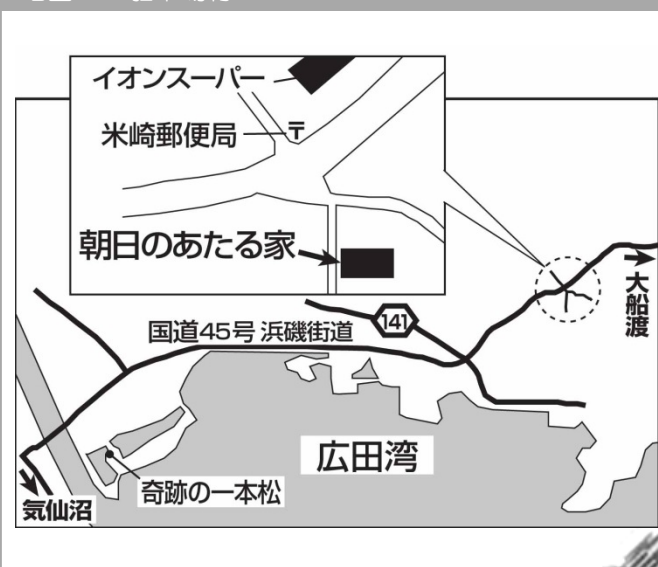 イオンスーパー
米崎郵便局
〒
朝日のあたる家
大船渡
141
国道45号 浜磯街道
広田湾
奇跡の一本松
気仙沼